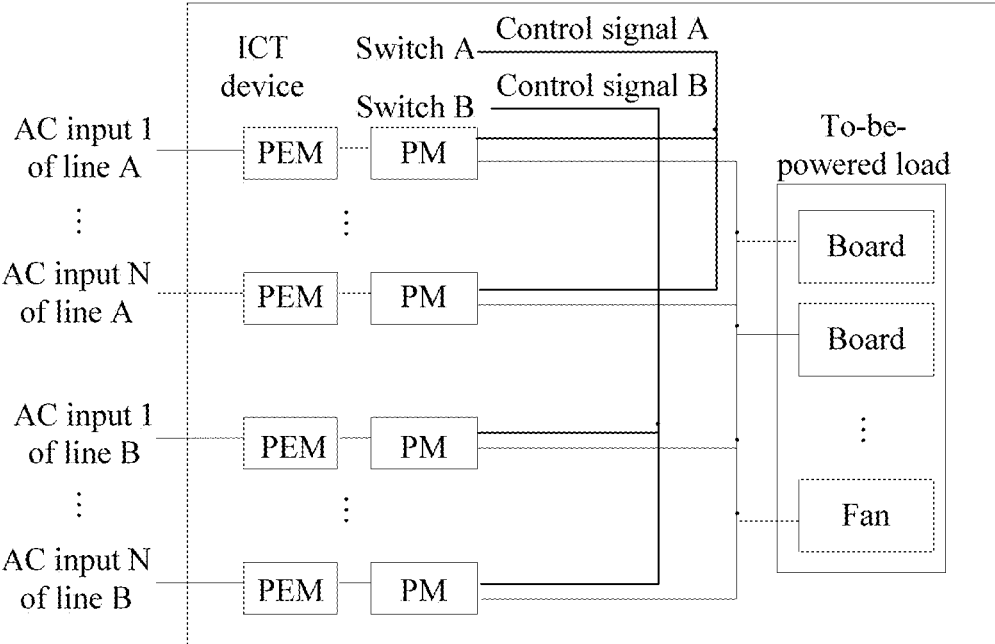 ICT
device
Switch A
Control signal A
Switch B
Control signal B
AC input 1
of line A
PEM
PM
To-be-
powered load
⋮
⋮
Board
AC input N
of line A
PEM
PM
Board
AC input 1
of line B
PEM
PM
⋮
⋮
⋮
Fan
AC input N
of line B
PEM
PM